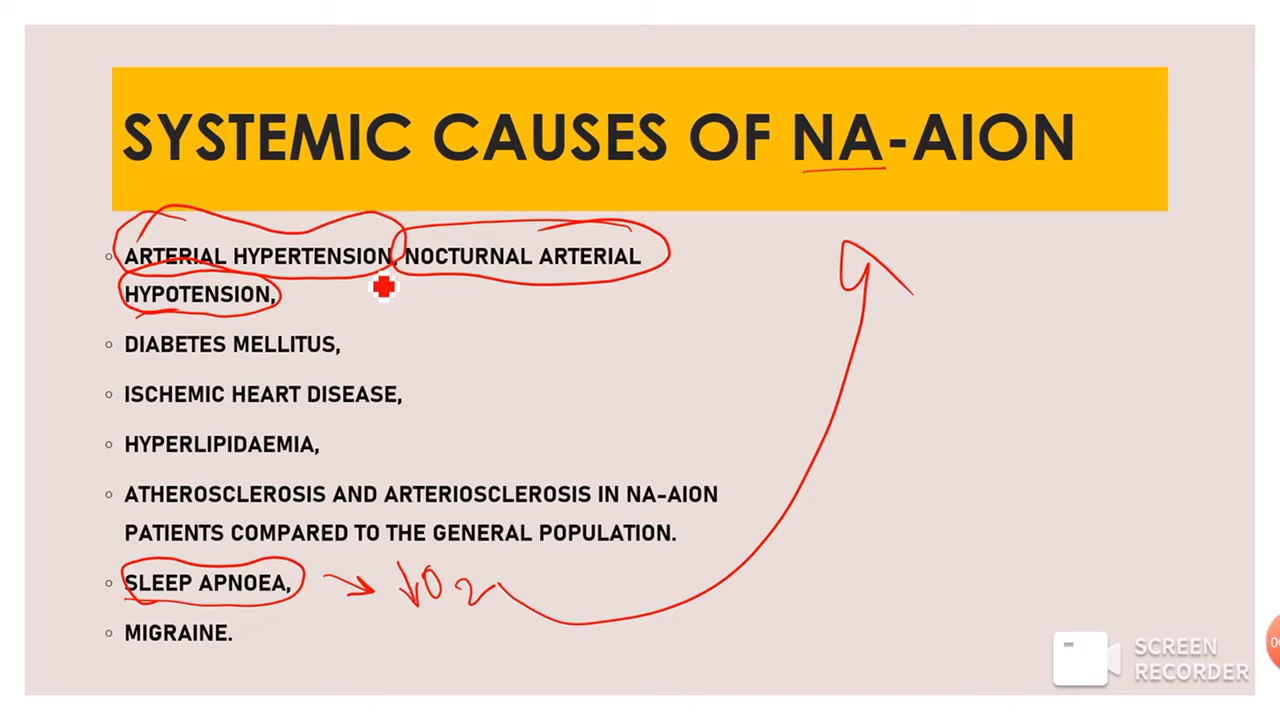 SYSTEMIC CAUSES OF NA-AION
ARTERIAL HYPERTENSION, NOCTURNAL ARTERIAL
HYPOTENSION,
DIABETES MELLITUS,
ISCHEMIC HEART DISEASE,
HYPERLIPIDAEMIA,
ATHEROSCLEROSIS AND ARTERIOSCLEROSIS IN NA-AION
PATIENTS COMPARED TO THE GENERAL POPULATION.
SLEEP APNOEA, → ↓O2
MIGRAINE.
SCREEN
RECORDER